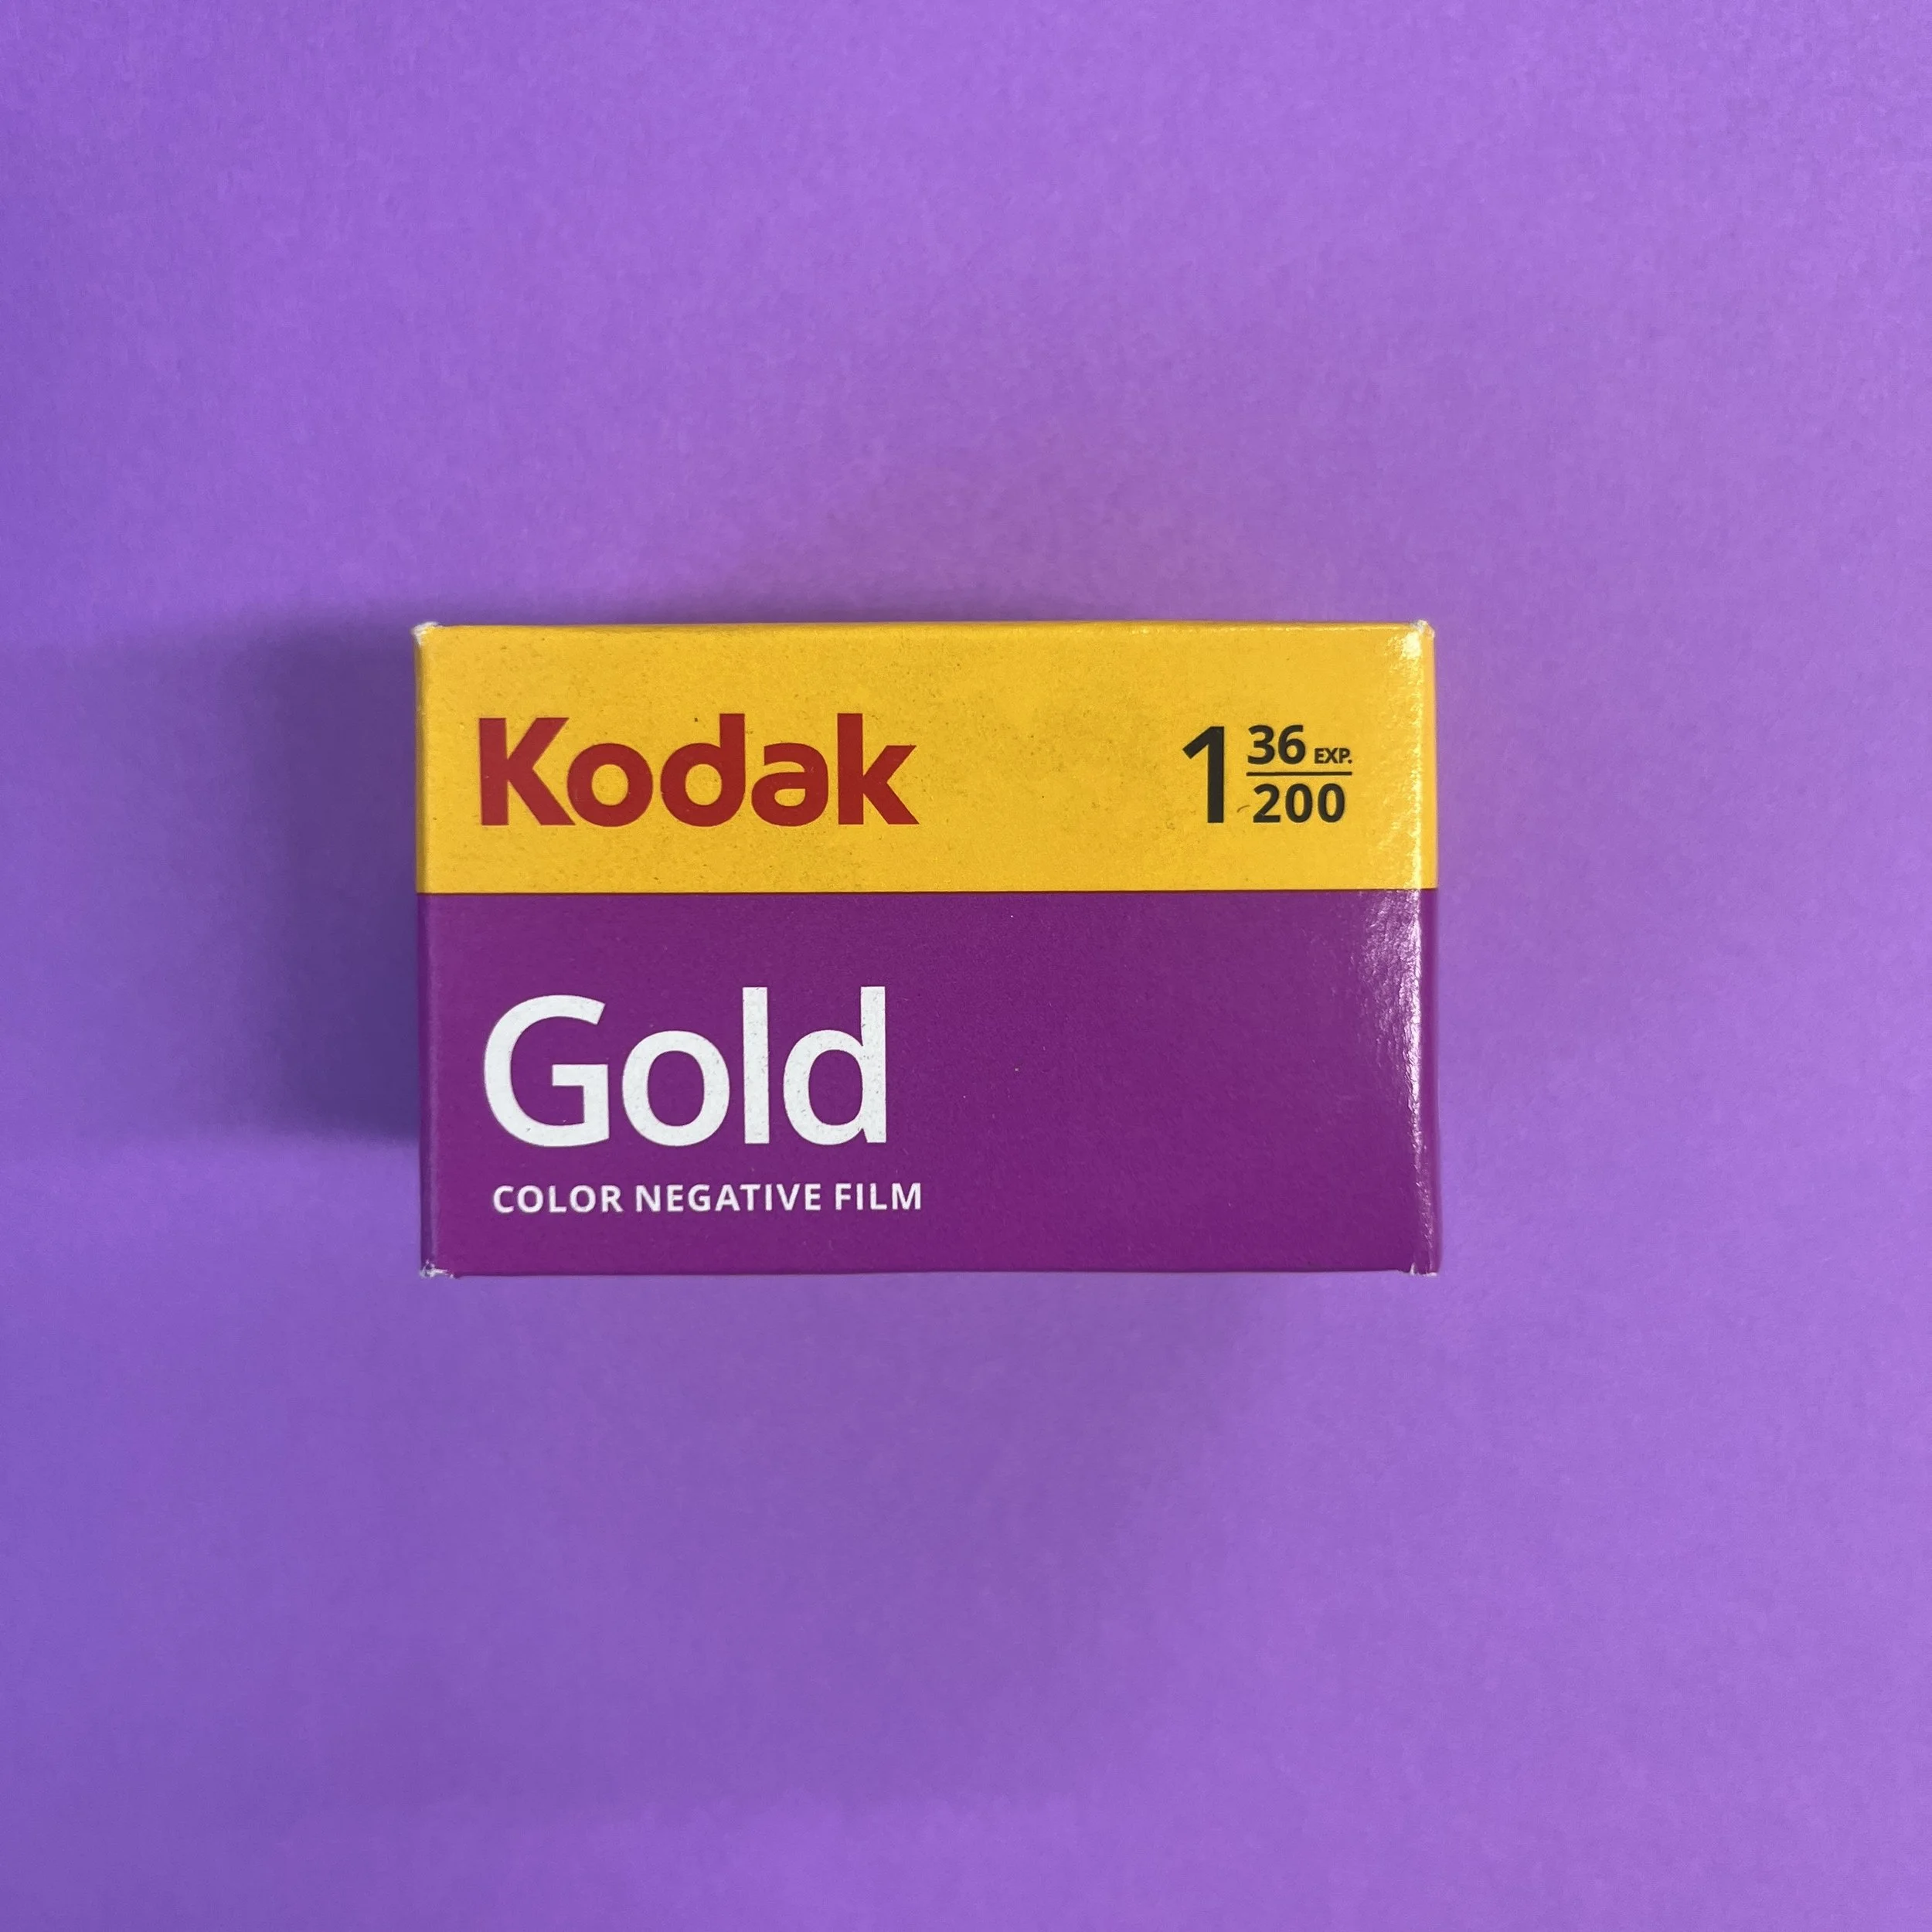 Kodak
1 36 EXP.
200
Gold
COLOR NEGATIVE FILM